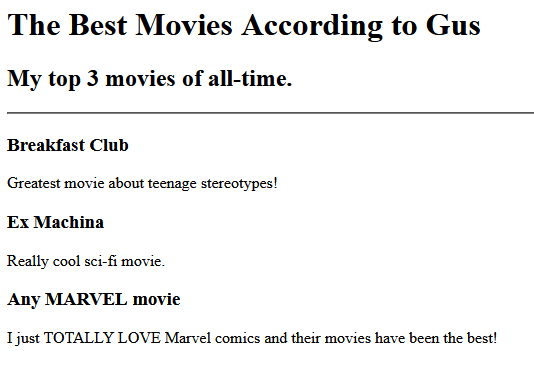 The Best Movies According to Gus
My top 3 movies of all-time.
Breakfast Club
Greatest movie about teenage stereotypes!
Ex Machina
Really cool sci-fi movie.
Any MARVEL movie
I just TOTALLY LOVE Marvel comics and their movies have been the best!